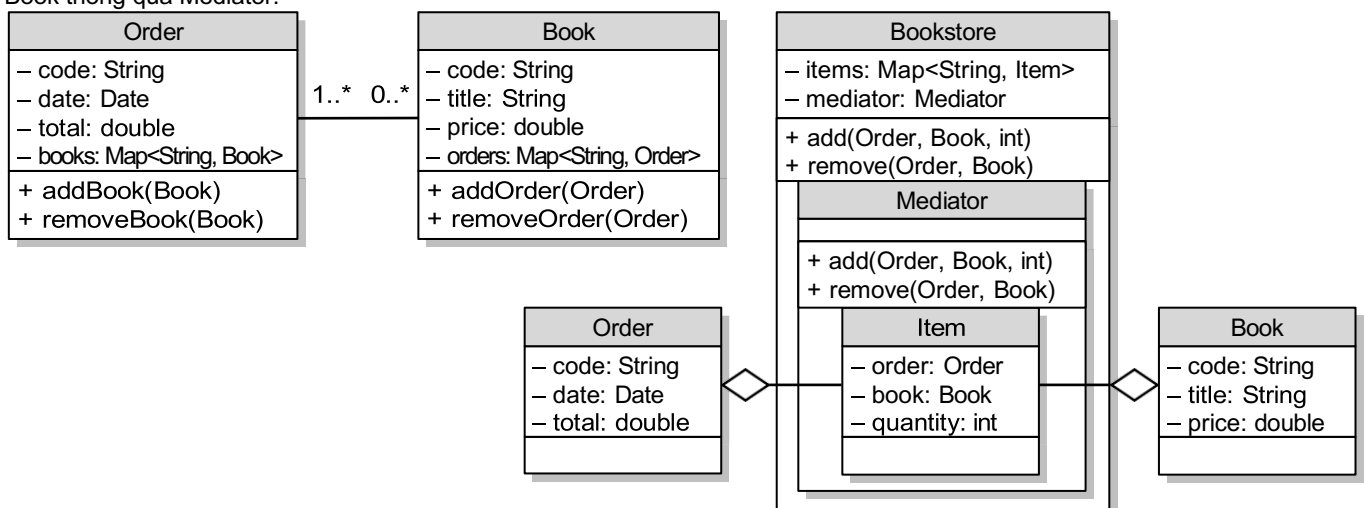 Book thông qua Mediator.
Order
– code: String
– date: Date
– total: double
– books: Map<String, Book>
+ addBook(Book)
+ removeBook(Book)
1..* 0..*
Book
– code: String
– title: String
– price: double
– orders: Map<String, Order>
+ addOrder(Order)
+ removeOrder(Order)
Bookstore
– items: Map<String, Item>
– mediator: Mediator
+ add(Order, Book, int)
+ remove(Order, Book)
Mediator
+ add(Order, Book, int)
+ remove(Order, Book)
Order
– code: String
– date: Date
– total: double
Item
– order: Order
– book: Book
– quantity: int
Book
– code: String
– title: String
– price: double